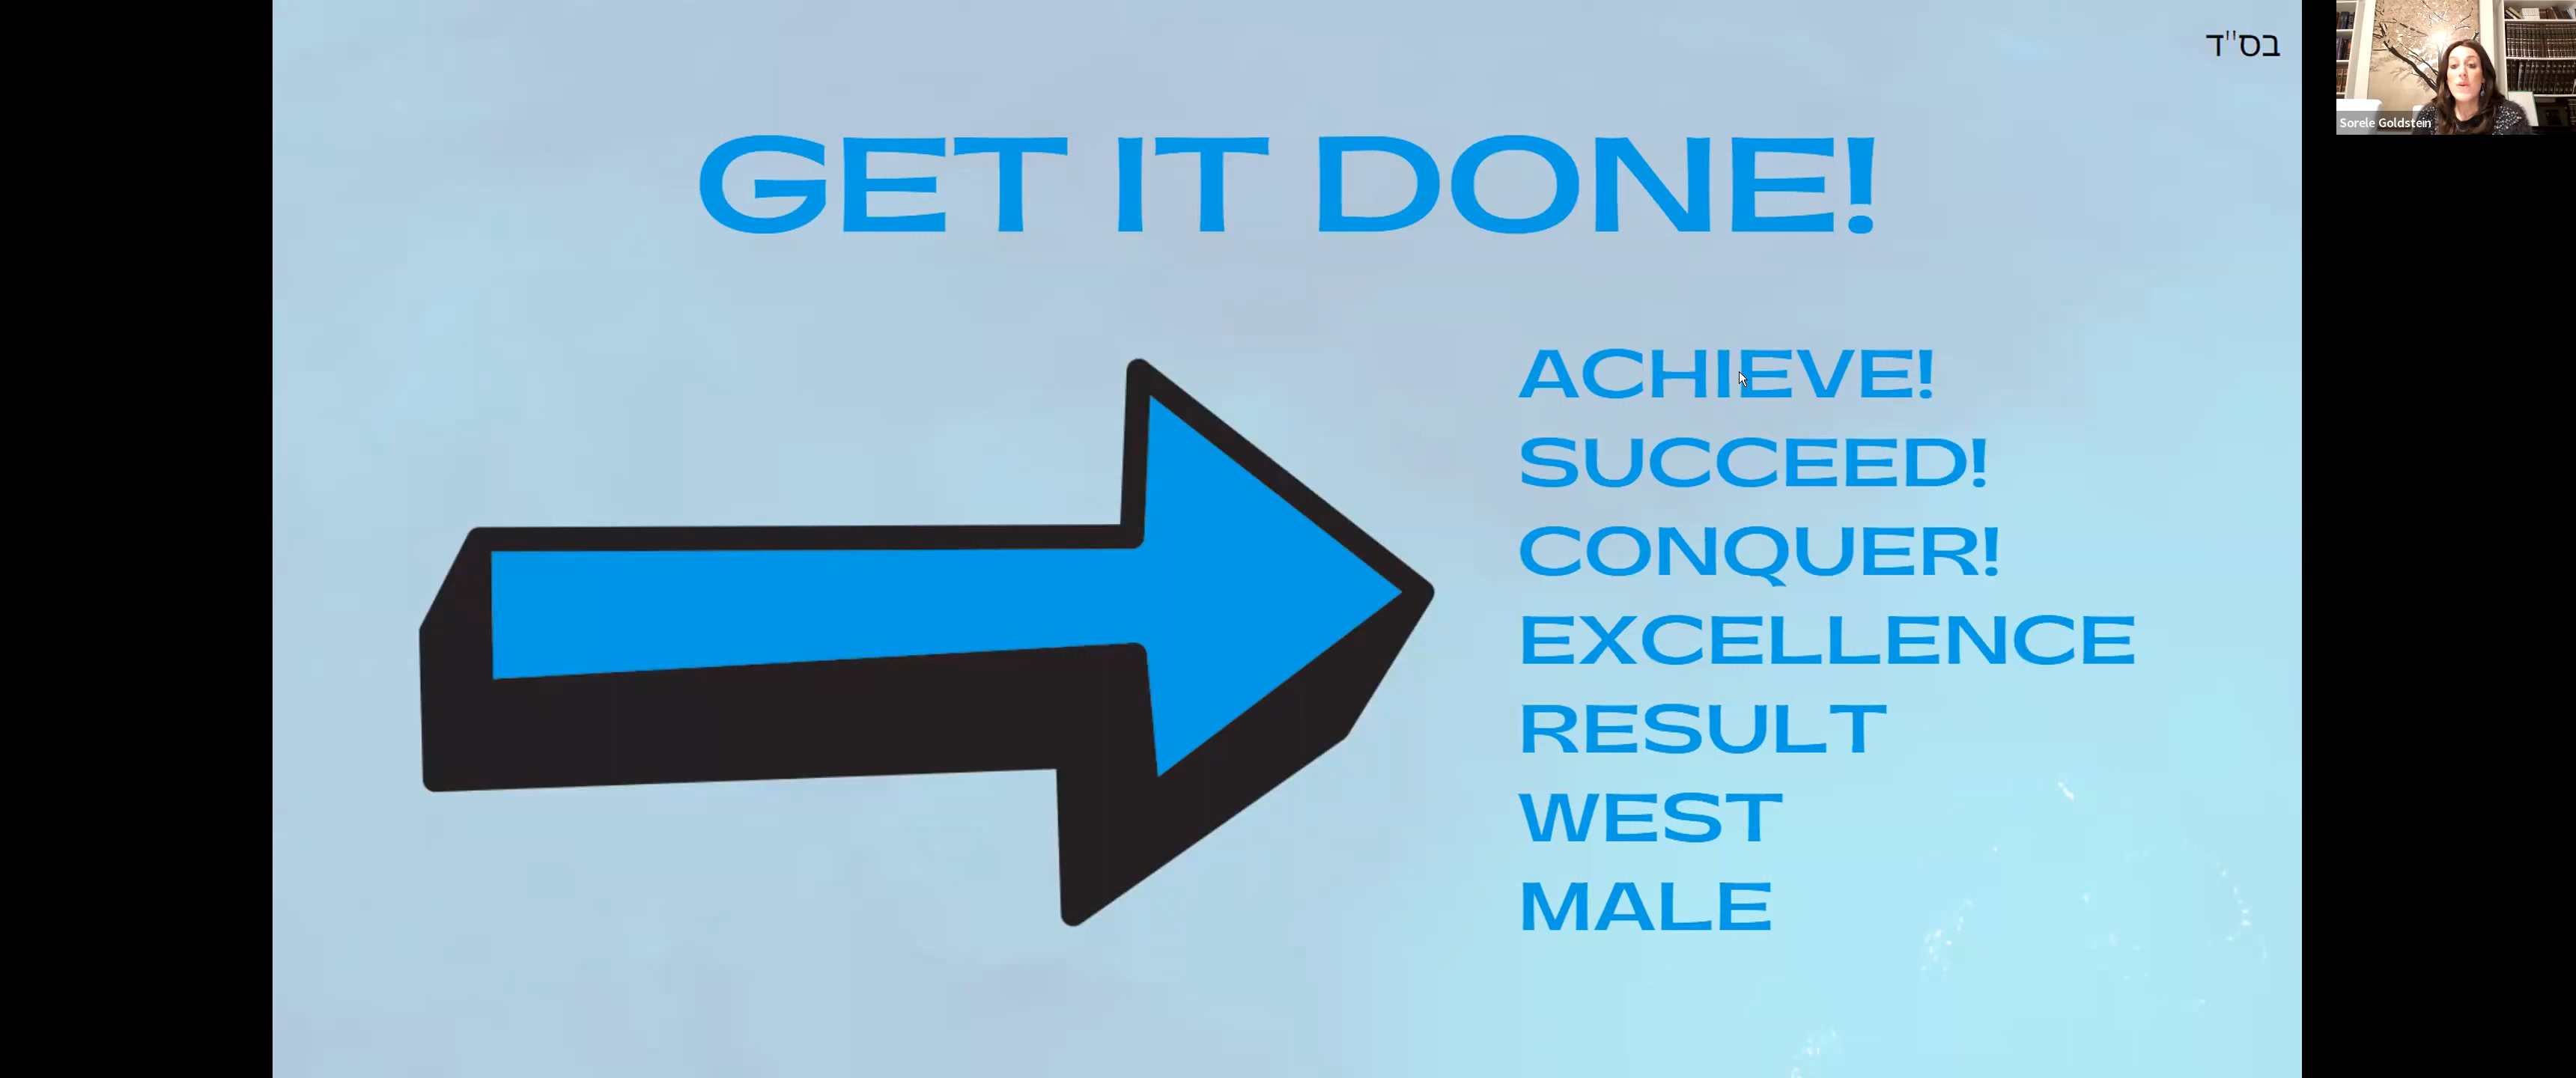 בס"ד
GET IT DONE!
ACHIEVE!
SUCCEED!
CONQUER!
EXCELLENCE
RESULT
WEST
MALE
Sorele Goldstein